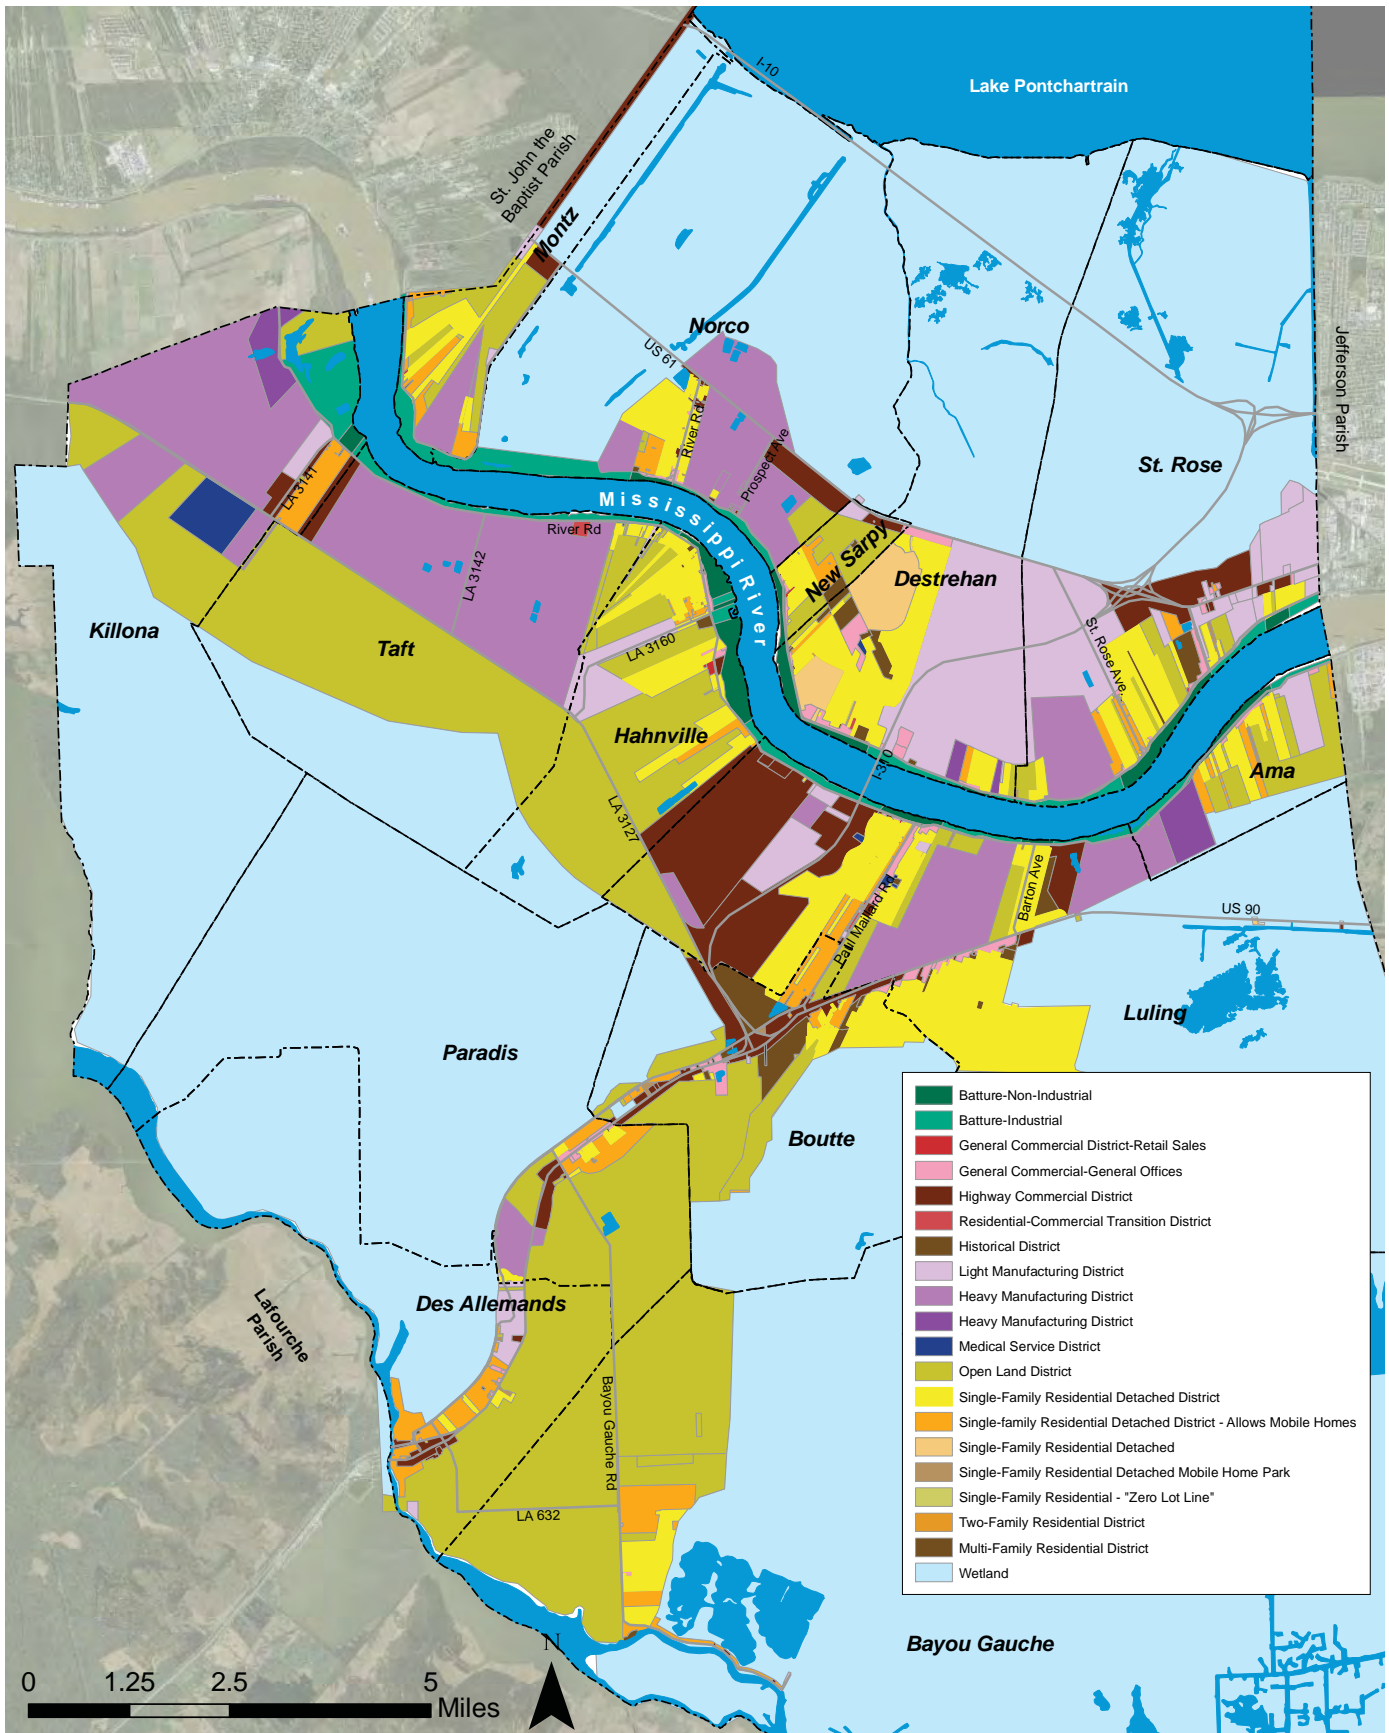 Lake Pontchartrain
I-10
St. John the
Baptist Parish
Montz
Norco
US 61
Jefferson Parish
River Rd
Prospect Ave
St. Rose
LA 3141
Mississippi River
River Rd
LA 3142
New Sarpy
Destrehan
Killona
Taft
LA 3160
St. Rose Ave.
Hahnville
I-310
Ama
LA 3127
Barton Ave
Paul Maillard Rd.
US 90
Luling
Paradis
Boutte
Batture-Non-Industrial
Batture-Industrial
General Commercial District-Retail Sales
General Commercial-General Offices
Highway Commercial District
Residential-Commercial Transition District
Historical District
Light Manufacturing District
Heavy Manufacturing District
Heavy Manufacturing District
Medical Service District
Open Land District
Single-Family Residential Detached District
Single-family Residential Detached District - Allows Mobile Homes
Single-Family Residential Detached
Single-Family Residential Detached Mobile Home Park
Single-Family Residential - "Zero Lot Line"
Two-Family Residential District
Multi-Family Residential District
Wetland
Lafourche
Parish
Des Allemands
Bayou Gauche Rd
LA 632
Bayou Gauche
N
0 1.25 2.5 5
Miles